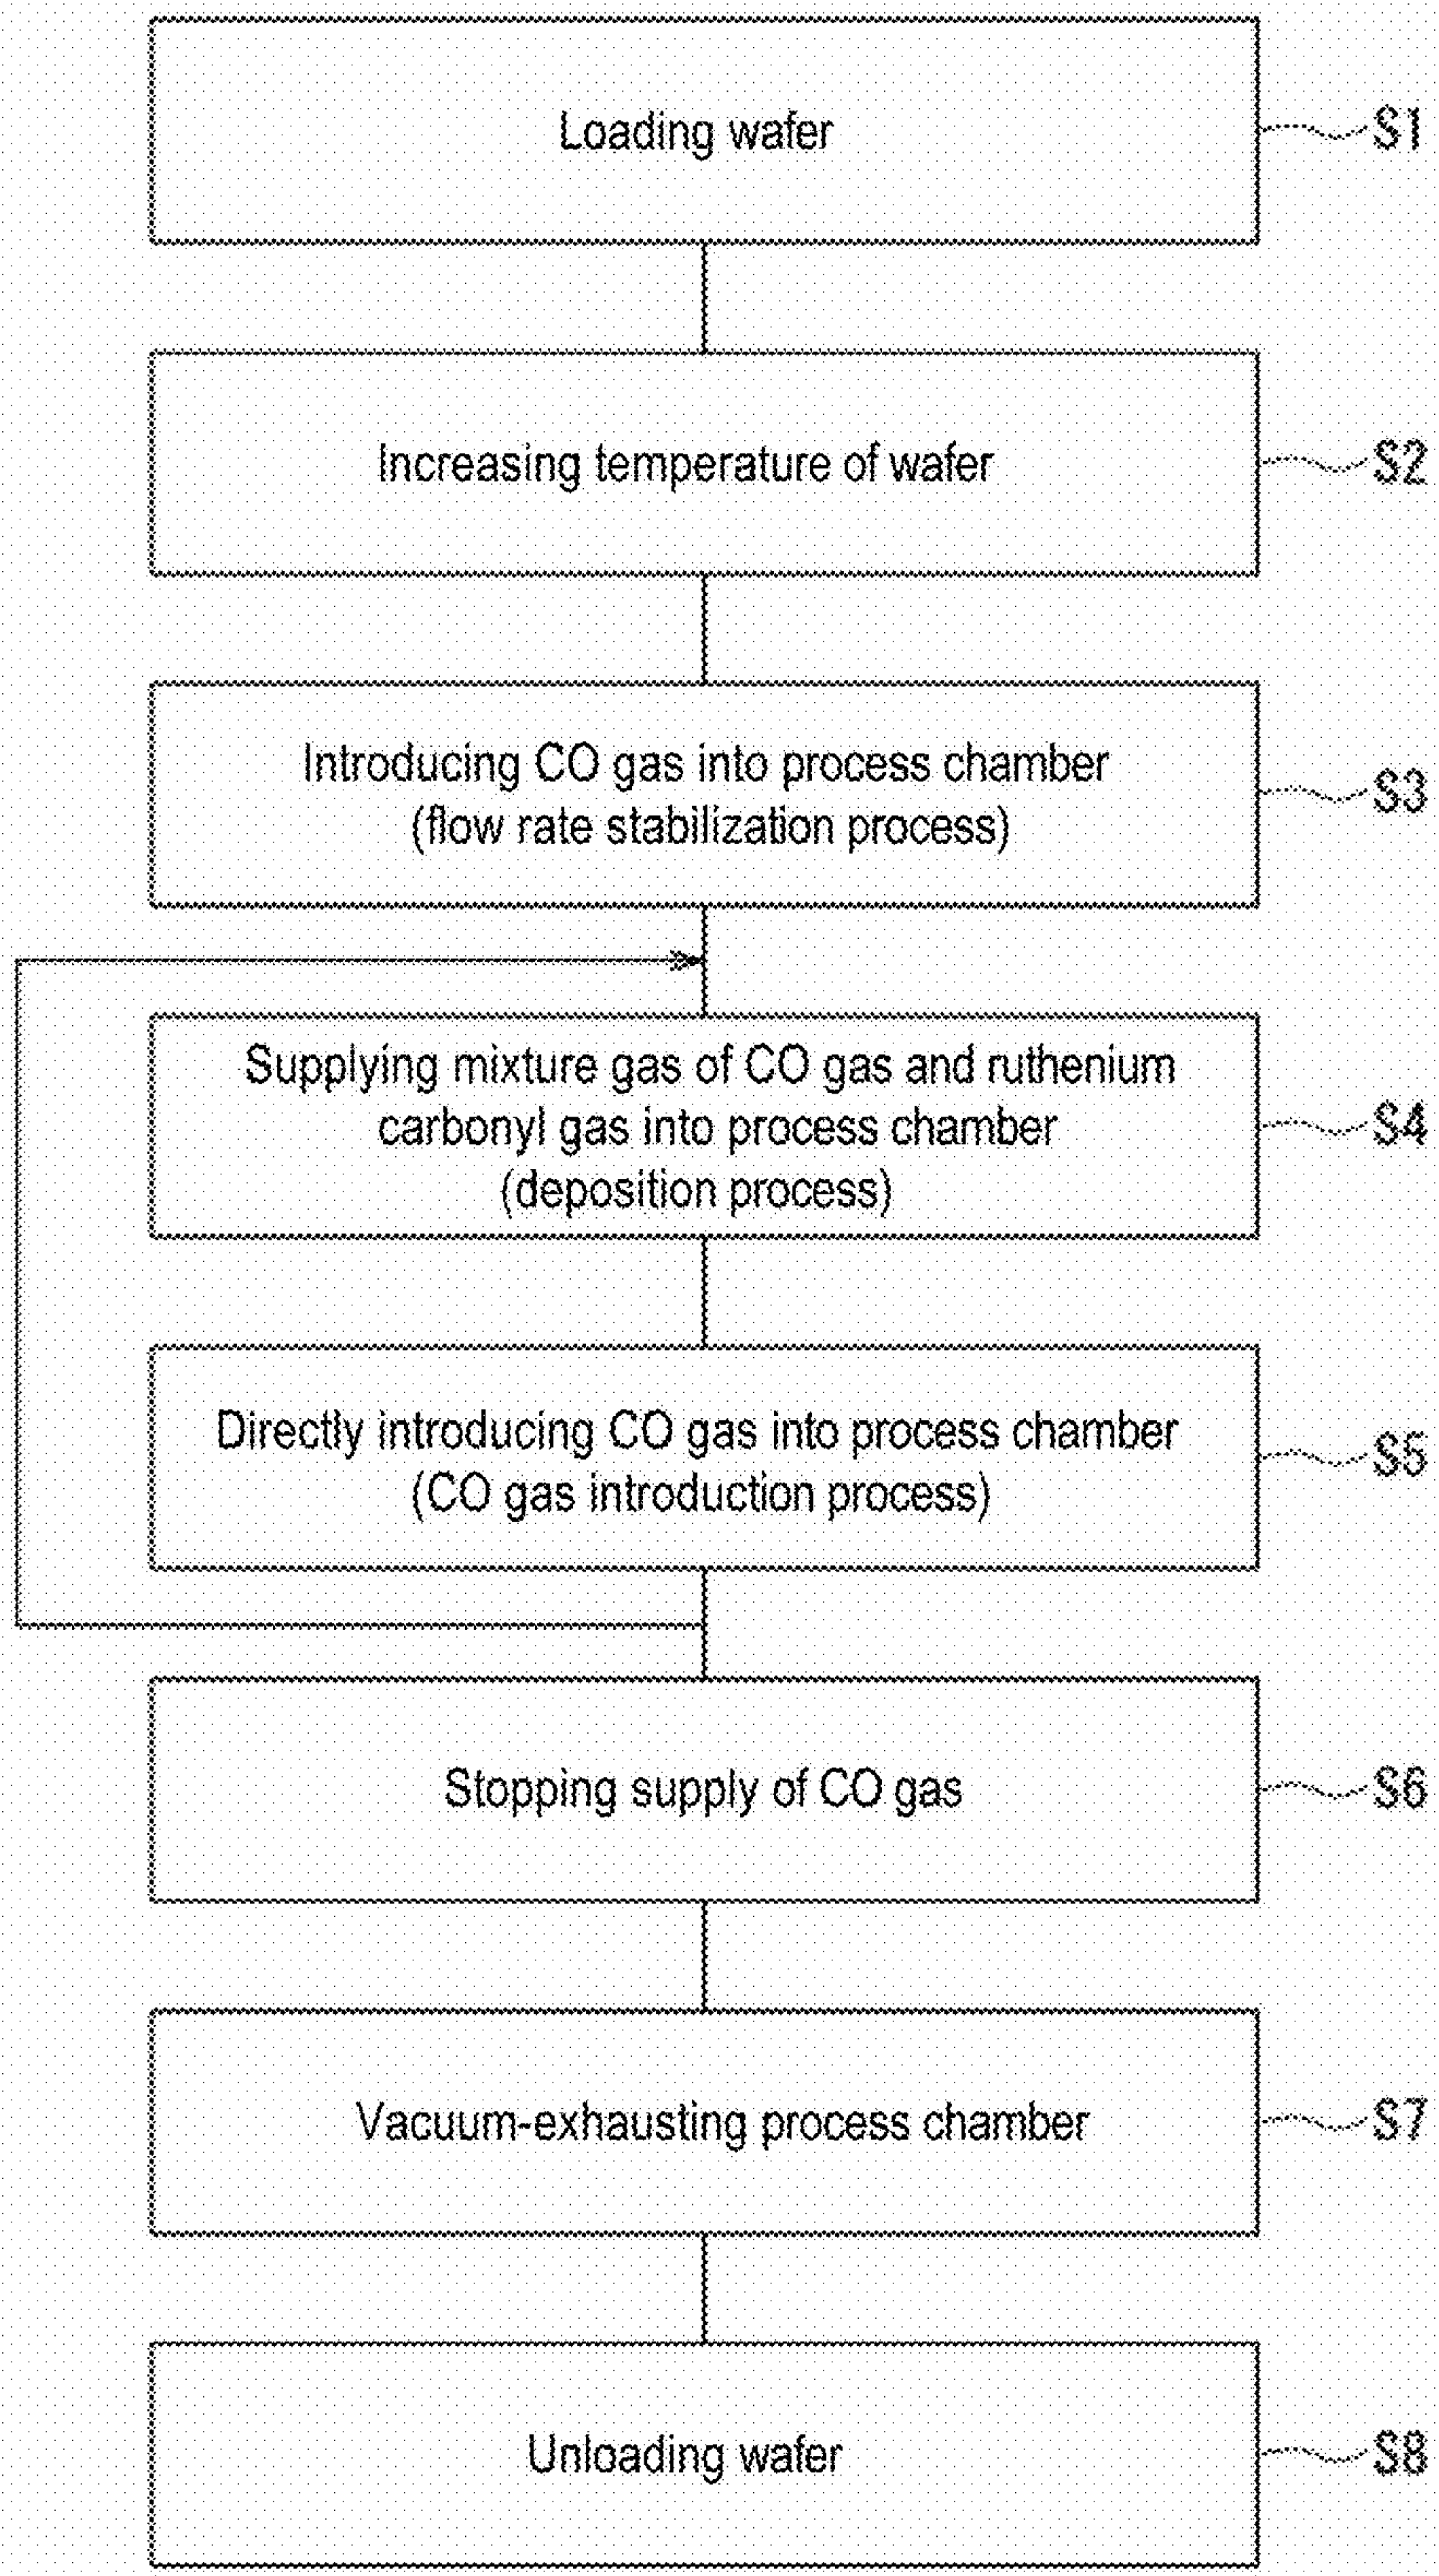 Loading wafer
S1
Increasing temperature of wafer
S2
Introducing CO gas into process chamber
(flow rate stabilization process)
S3
Supplying mixture gas of CO gas and ruthenium
carbonyl gas into process chamber
(deposition process)
S4
Directly introducing CO gas into process chamber
(CO gas introduction process)
S5
Stopping supply of CO gas
S6
Vacuum-exhausting process chamber
S7
Unloading wafer
S8